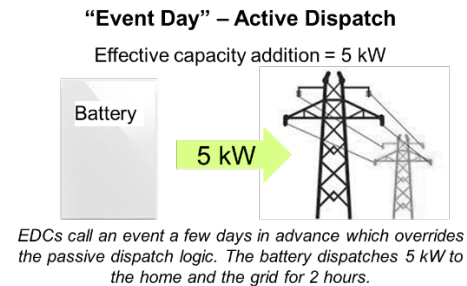 “Event Day” – Active Dispatch
Effective capacity addition = 5 kW
Battery
5 kW
EDCs call an event a few days in advance which overrides
the passive dispatch logic. The battery dispatches 5 kW to
the home and the grid for 2 hours.